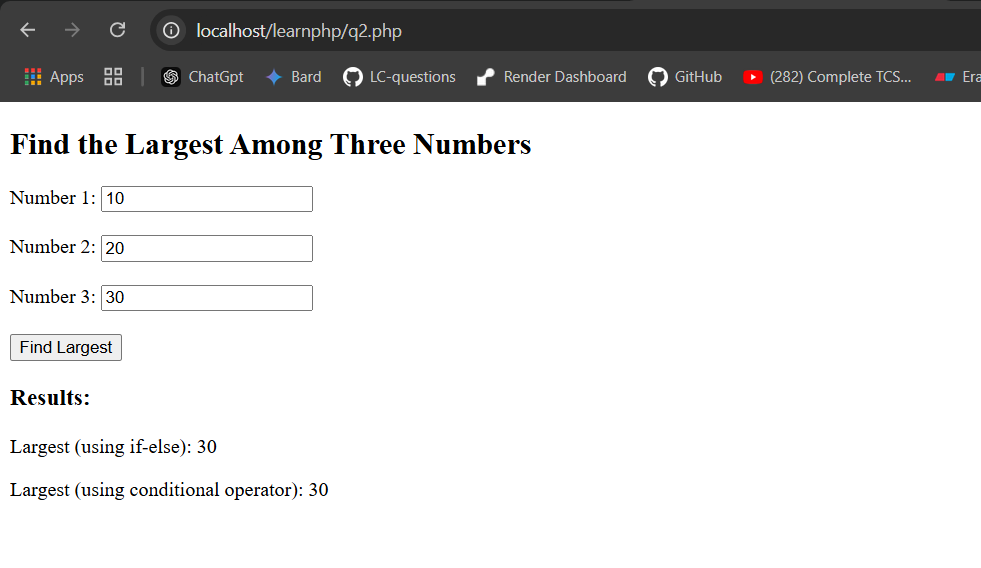 localhost/learnphp/q2.php
Apps ChatGpt Bard LC-questions Render Dashboard GitHub (282) Complete TCS... Era
Find the Largest Among Three Numbers
Number 1: 10
Number 2: 20
Number 3: 30
Find Largest
Results:
Largest (using if-else): 30
Largest (using conditional operator): 30